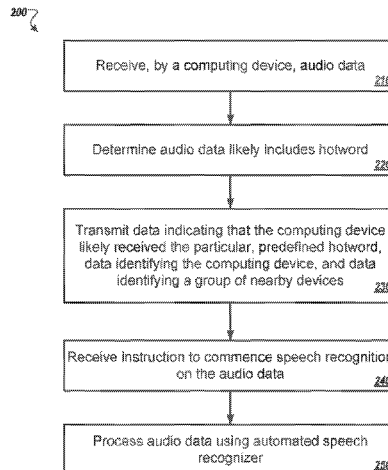 200
Receive, by a computing device, audio data
210
Determine audio data likely includes hotword
220
Transmit data indicating that the computing device
likely received the particular, predefined hotword,
data identifying the computing device, and data
identifying a group of nearby devices
230
Receive instruction to commence speech recognition
on the audio data
240
Process audio data using automated speech
recognizer
250